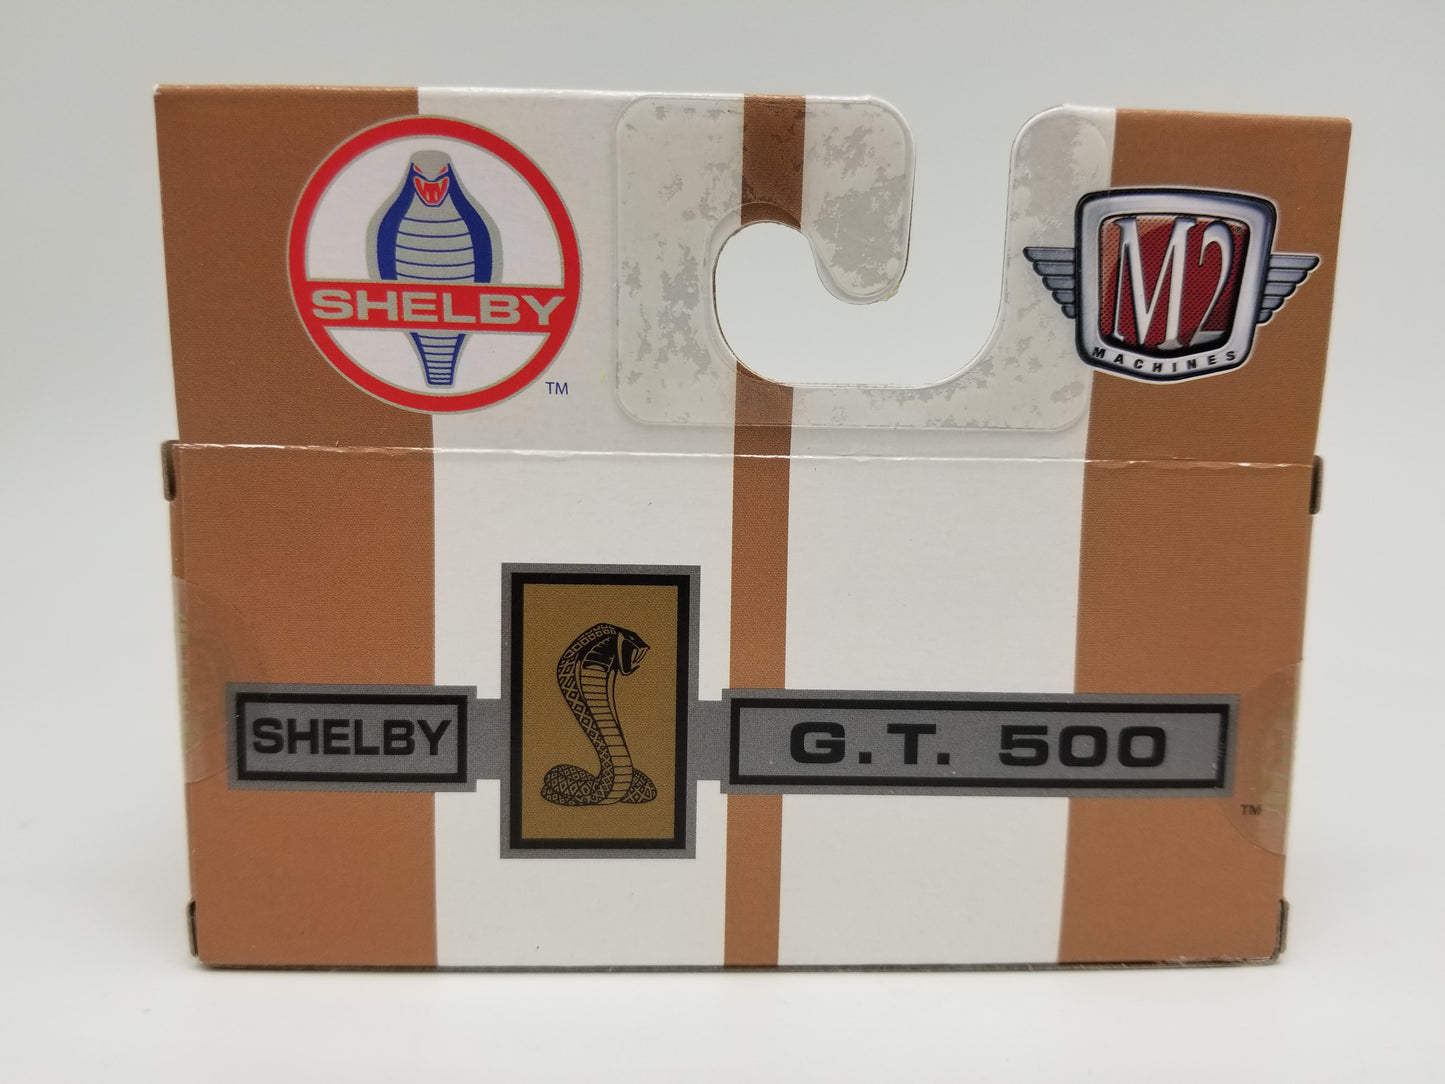 SHELBY
TM
M2
MACHINES
SHELBY
G.T. 500
TM